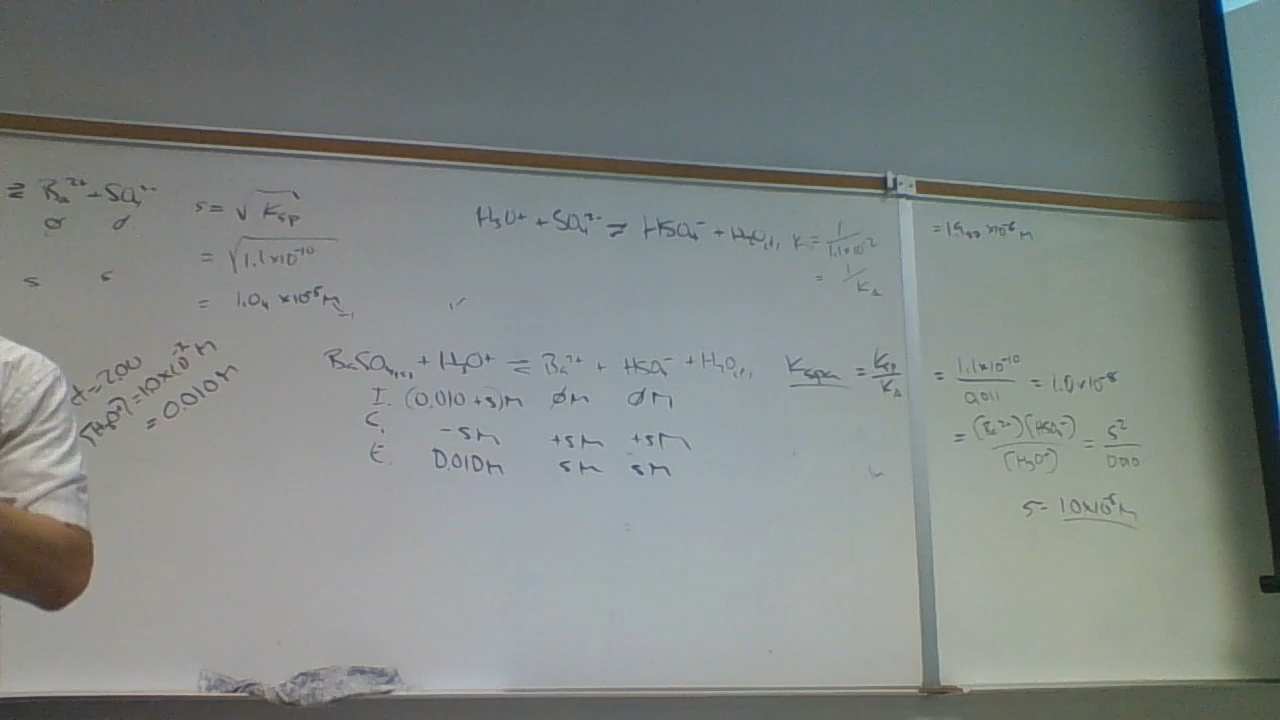 ⇌ Ba²⁺ + SO₄²⁻
ø ø
s s
s = √Ksp
= √1.1×10⁻¹⁰
= 1.04 ×10⁻⁵ M
H₃O⁺ + SO₄²⁻ ⇌ HSO₄⁻ + H₂O(l) K = 1/1.1×10⁻²
= 1/KA
pH = 2.00
[H₃O⁺] = 1.0×10⁻² M
= 0.010 M
BaSO₄(s) + H₃O⁺ ⇌ Ba²⁺ + HSO₄⁻ + H₂O(l)
I. (0.010 + s) M øM øM
C. -sM +sM +sM
E. 0.010M sM sM
Kspa = Ksp/KA = 1.1×10⁻¹⁰/0.011 = 1.0×10⁻⁸
= (Ba²⁺)(HSO₄⁻)/(H₃O⁺) = s²/0.010
s = 1.0×10⁻⁵ M